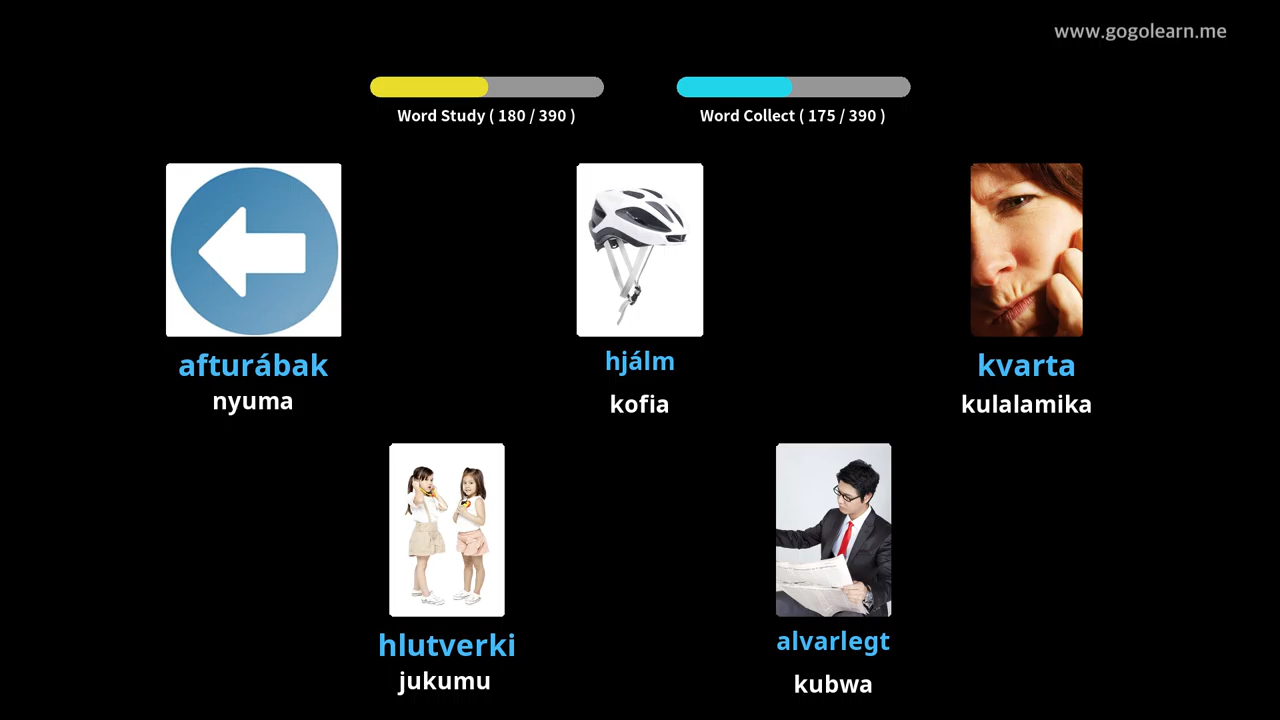 www.gogolearn.me
Word Study ( 180 / 390 )
Word Collect ( 175 / 390 )
afturábak
nyuma
hjálm
kofia
kvarta
kulalamika
hlutverki
jukumu
alvarlegt
kubwa